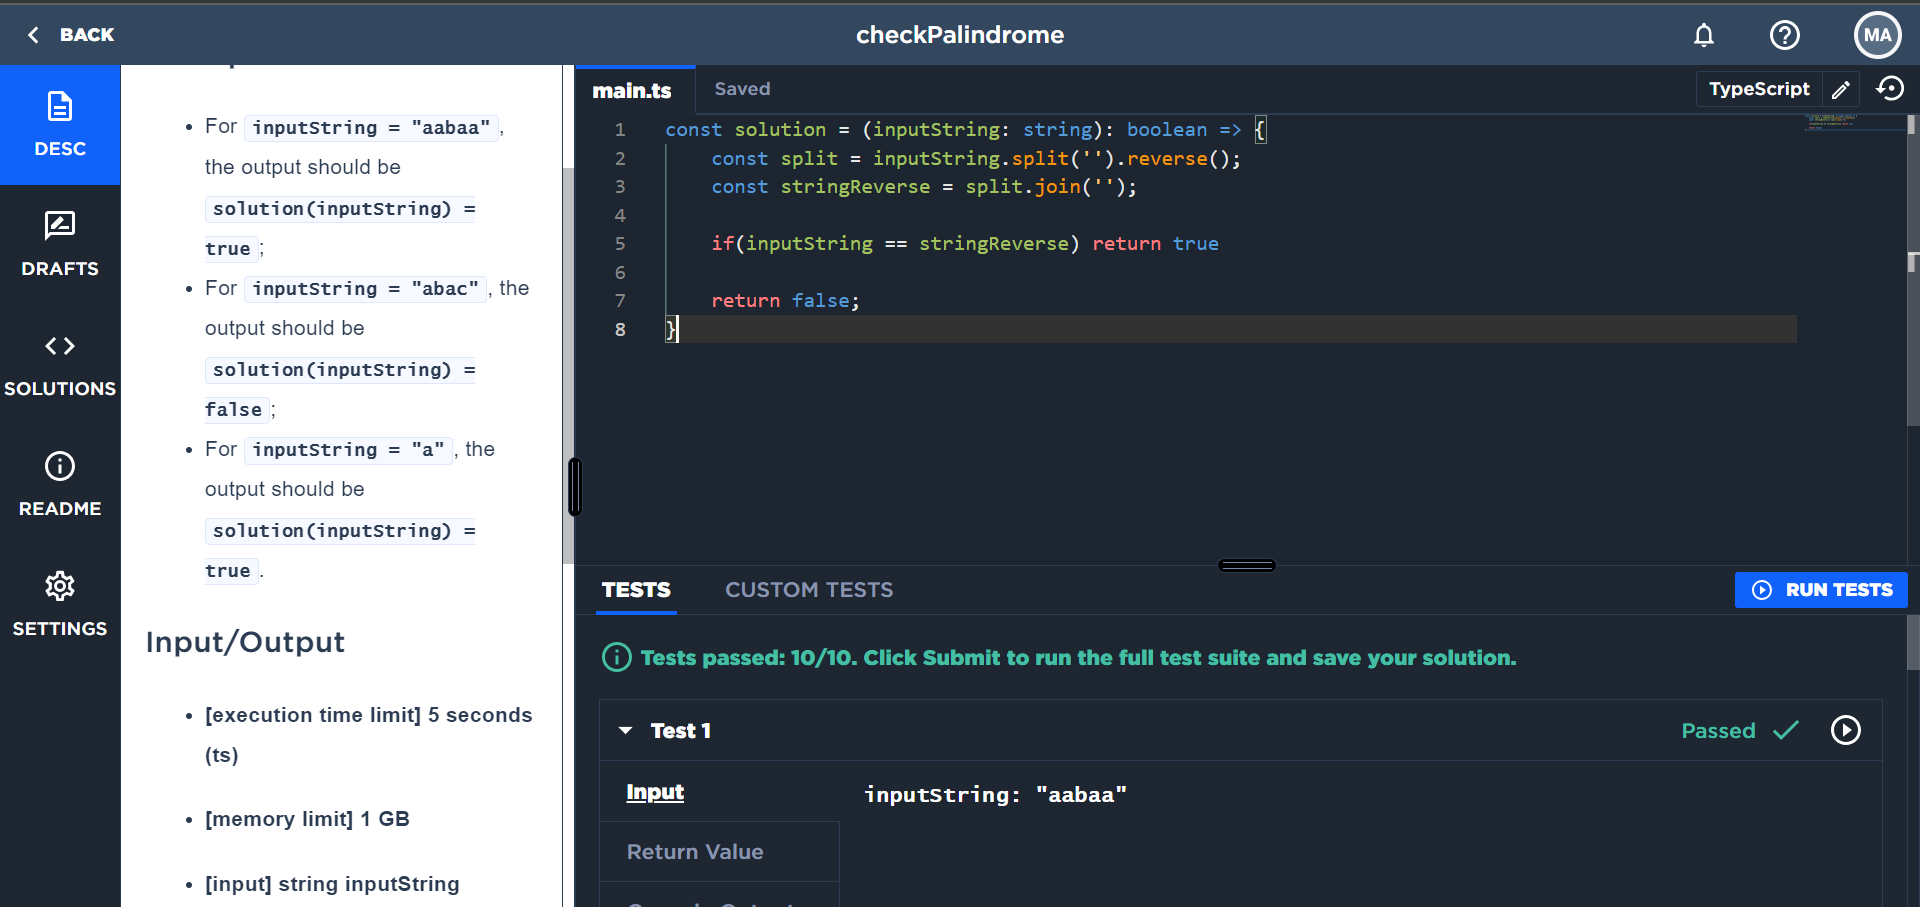 BACK
checkPalindrome
MA
DESC
DRAFTS
SOLUTIONS
README
SETTINGS
For inputString = "aabaa",
the output should be
solution(inputString) =
true;
For inputString = "abac", the
output should be
solution(inputString) =
false;
For inputString = "a", the
output should be
solution(inputString) =
true.
Input/Output
[execution time limit] 5 seconds
(ts)
[memory limit] 1 GB
[input] string inputString
main.ts
Saved
TypeScript
1 const solution = (inputString: string): boolean => {
2 const split = inputString.split('').reverse();
3 const stringReverse = split.join('');
4
5 if(inputString == stringReverse) return true
6
7 return false;
8 }
TESTS
CUSTOM TESTS
RUN TESTS
Tests passed: 10/10. Click Submit to run the full test suite and save your solution.
Test 1
Passed
Input
inputString: "aabaa"
Return Value